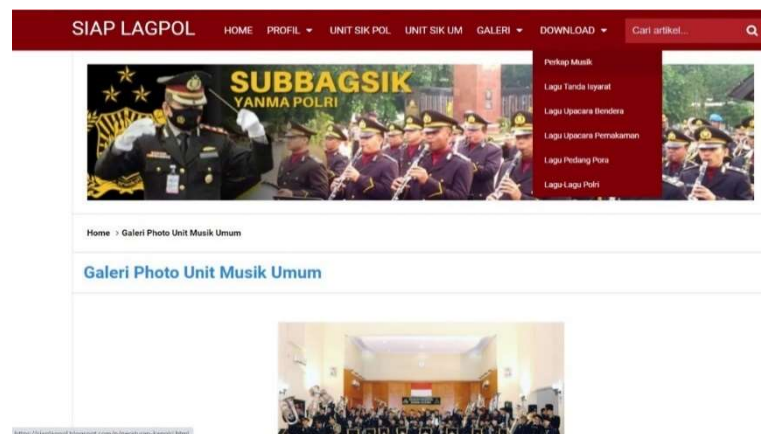 SIAP LAGPOL
HOME PROFIL UNIT SIK POL UNIT SIK UM GALERI DOWNLOAD Cari artikel...
Perkap Musik
Lagu Tanda Isyarat
Lagu Upacara Bendera
Lagu Upacara Pemakaman
Lagu Pedang Pora
Lagu-Lagu Polri
SUBBAGSIK
YANMA POLRI
Home > Galeri Photo Unit Musik Umum
Galeri Photo Unit Musik Umum